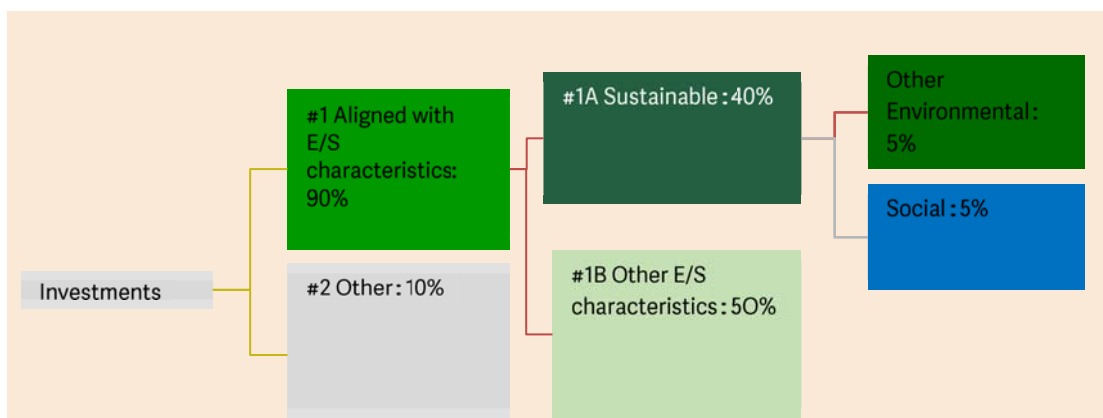 Investments
#1 Aligned with
E/S
characteristics:
90%
#2 Other: 10%
#1A Sustainable: 40%
#1B Other E/S
characteristics: 5O%
Other
Environmental:
5%
Social: 5%